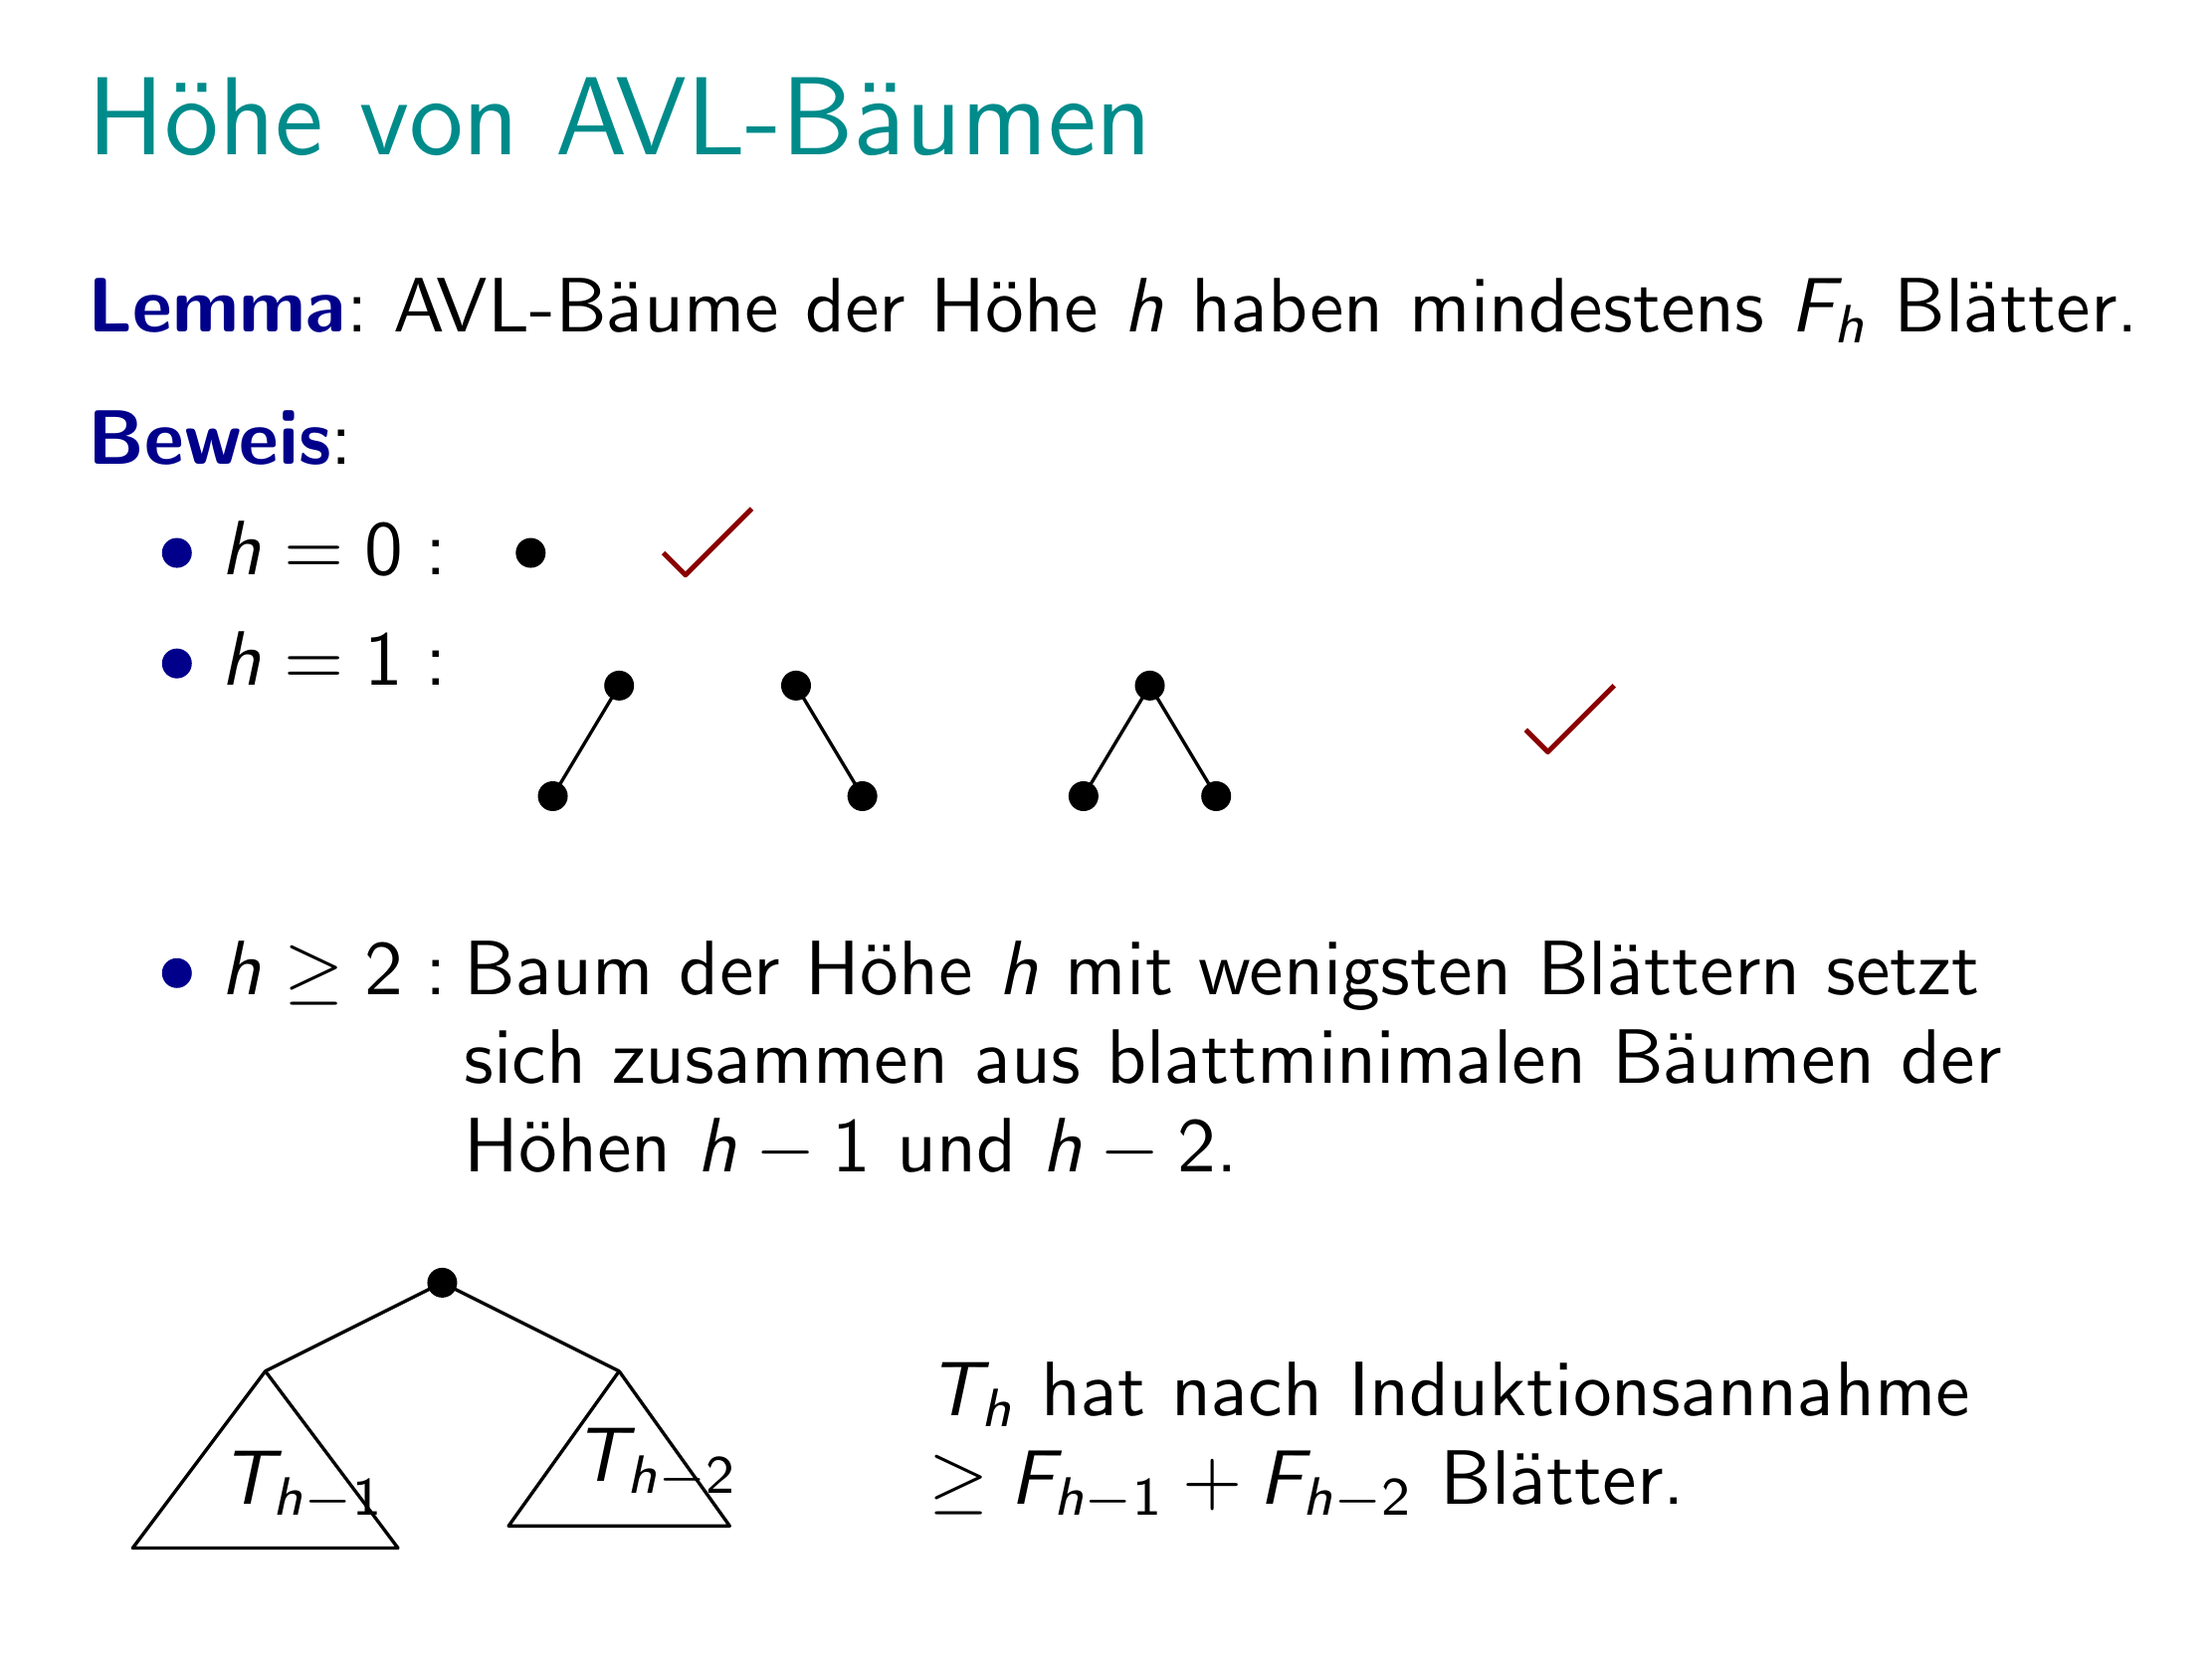 Höhe von AVL-Bäumen
Lemma: AVL-Bäume der Höhe h haben mindestens F_h Blätter.
Beweis:
• h = 0 :
• h = 1 :
• h ≥ 2 : Baum der Höhe h mit wenigsten Blättern setzt
sich zusammen aus blattminimalen Bäumen der
Höhen h − 1 und h − 2.
T_{h−1}
T_{h−2}
T_h hat nach Induktionsannahme
≥ F_{h−1} + F_{h−2} Blätter.